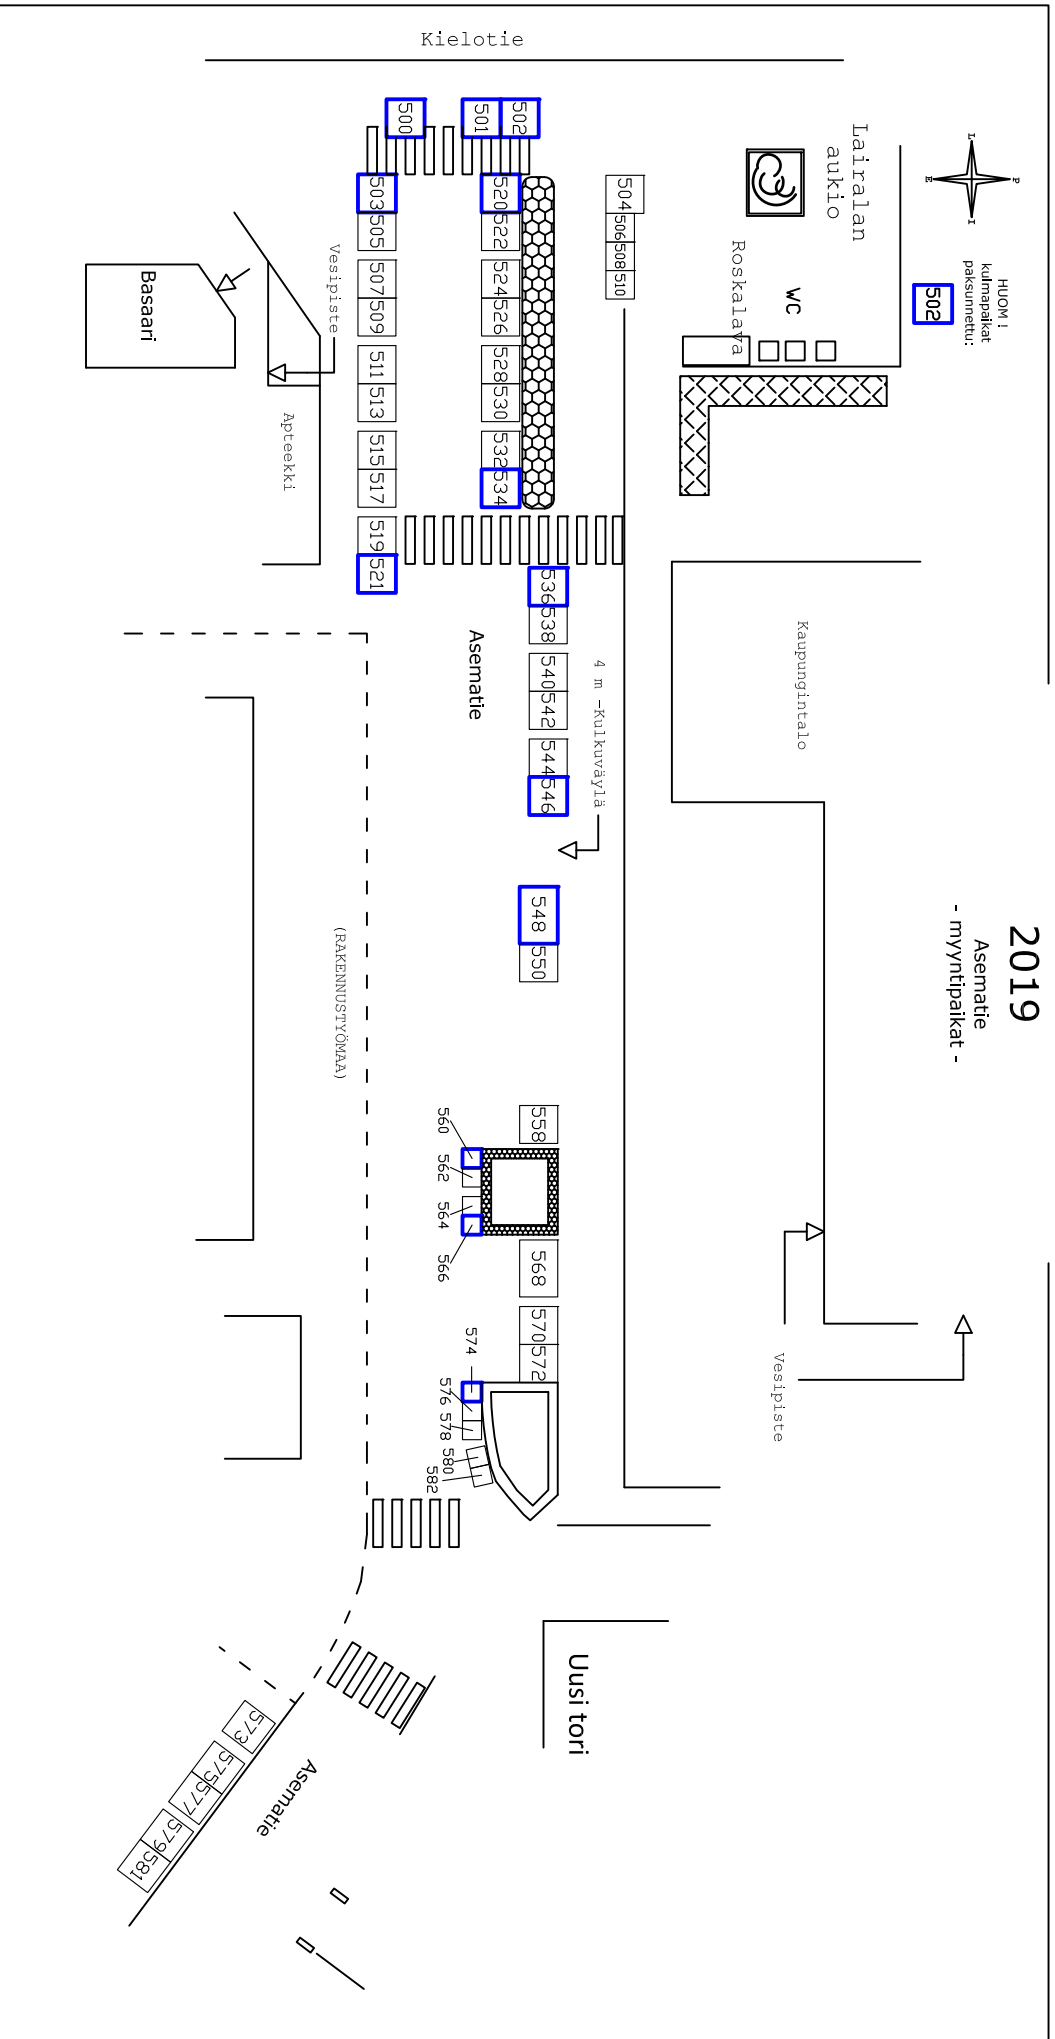 2019
Asematie
- myyntipaikat -
HUOM !
kulmapaikat
paksunnettu:
502
L
P
I
E
Kielotie
Lairalan
aukio
WC
Roskalava
504
506
508
510
500
501
502
503
505
507
509
511
513
515
517
519
521
520
522
524
526
528
530
532
534
536
538
540
542
544
546
548
550
558
560
562
564
566
568
570
572
574
576
578
580
582
Vesipiste
Basaari
Apteekki
Asematie
4 m -Kulkuväylä
Kaupungintalo
(RAKENNUSTYÖMAA)
Vesipiste
Uusi tori
Asematie
573
575
577
579
581